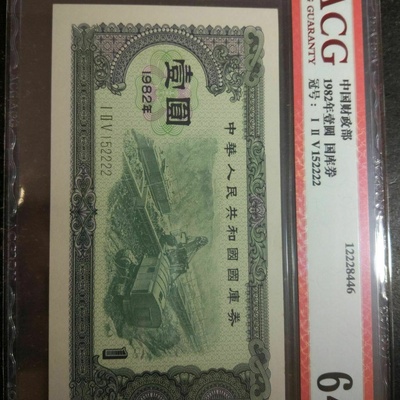 壹圓
1982年
I II V 152222
中華人民共和國國庫券
1
ACG
GUARANTY
中国财政部
1982年壹圆 国库券
冠号: I II V152222
12228446